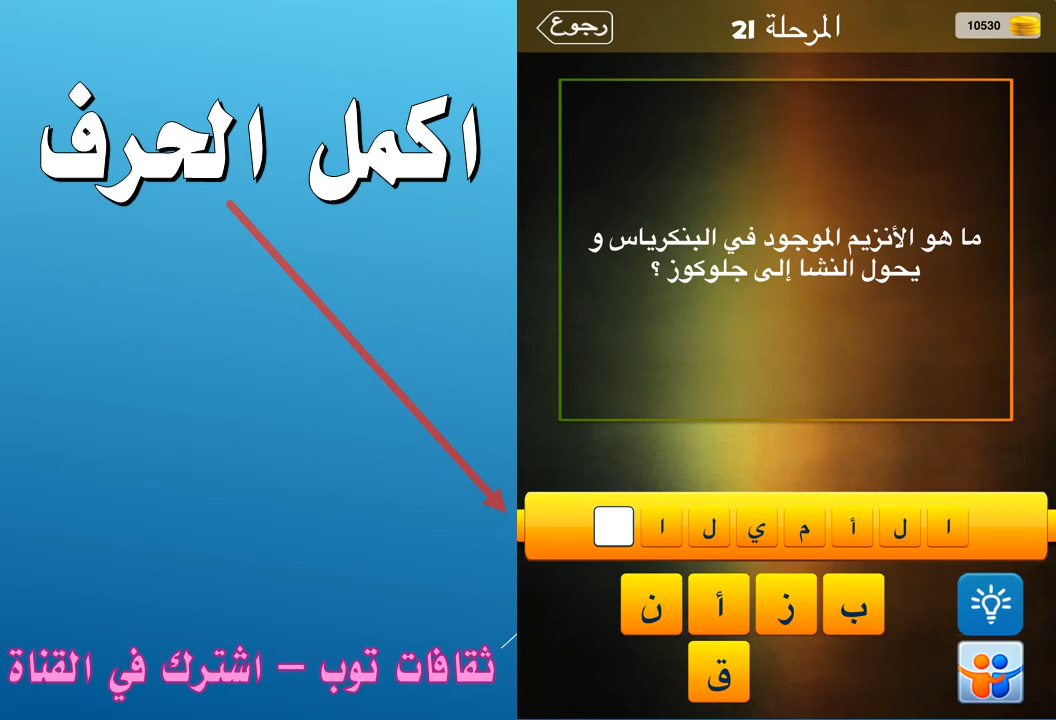 اكمل الحرف
ثقافات توب – اشترك في القناة
رجوع
المرحلة 21
10530
ما هو الأنزيم الموجود في البنكرياس و
يحول النشا إلى جلوكوز ؟
ا ل أ م ي ل ا
ب ز أ ن
ق